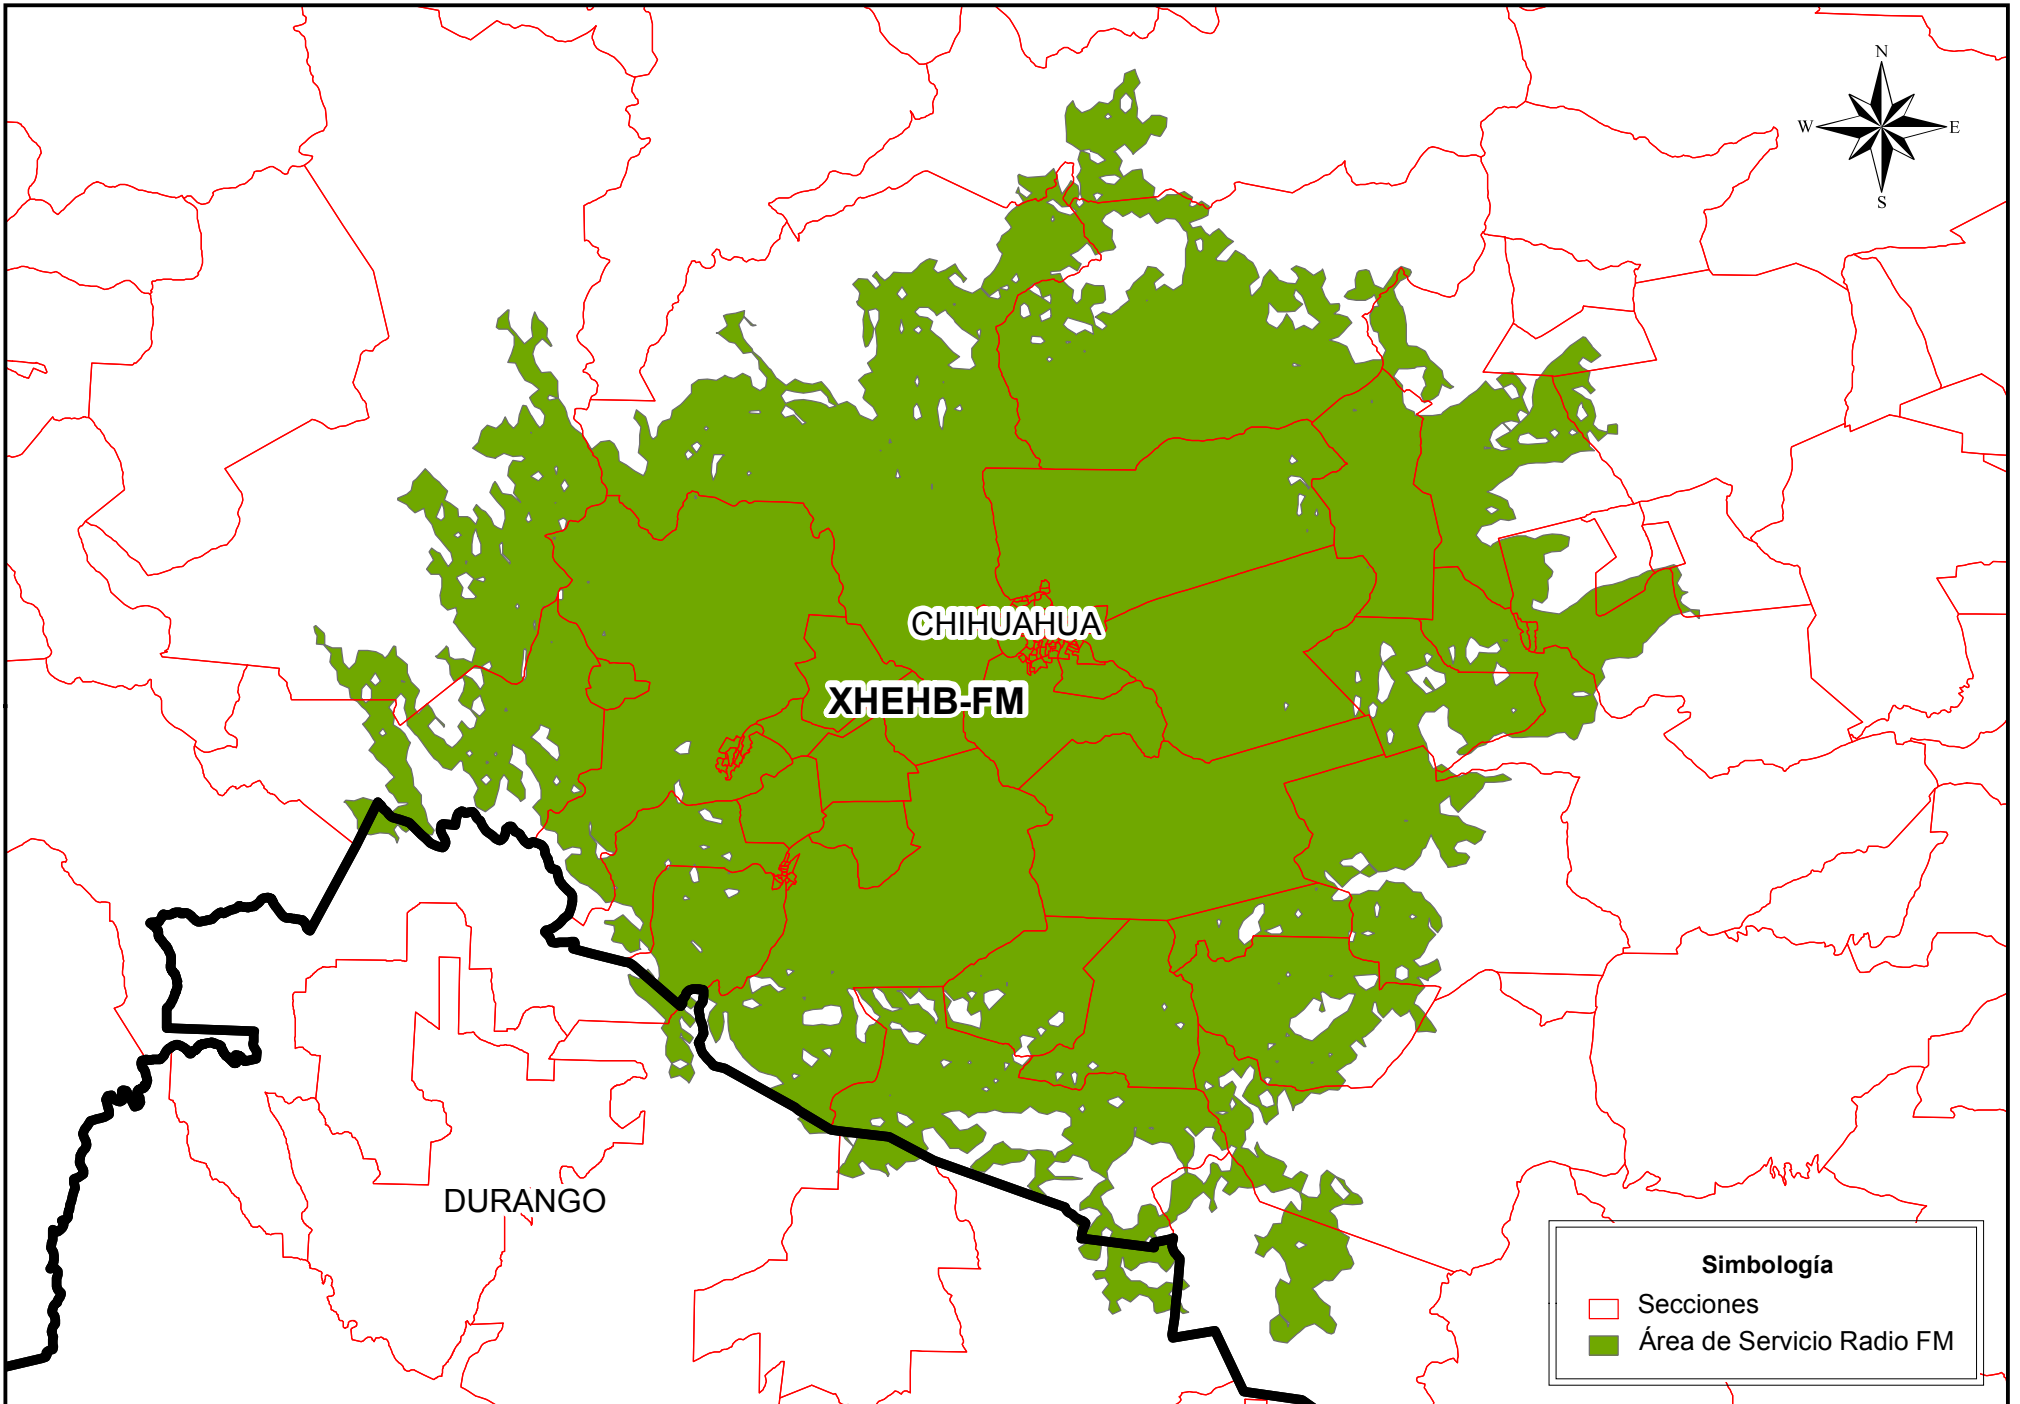 N
W E
S
CHIHUAHUA
XHEHB-FM
DURANGO
Simbología
Secciones
Área de Servicio Radio FM